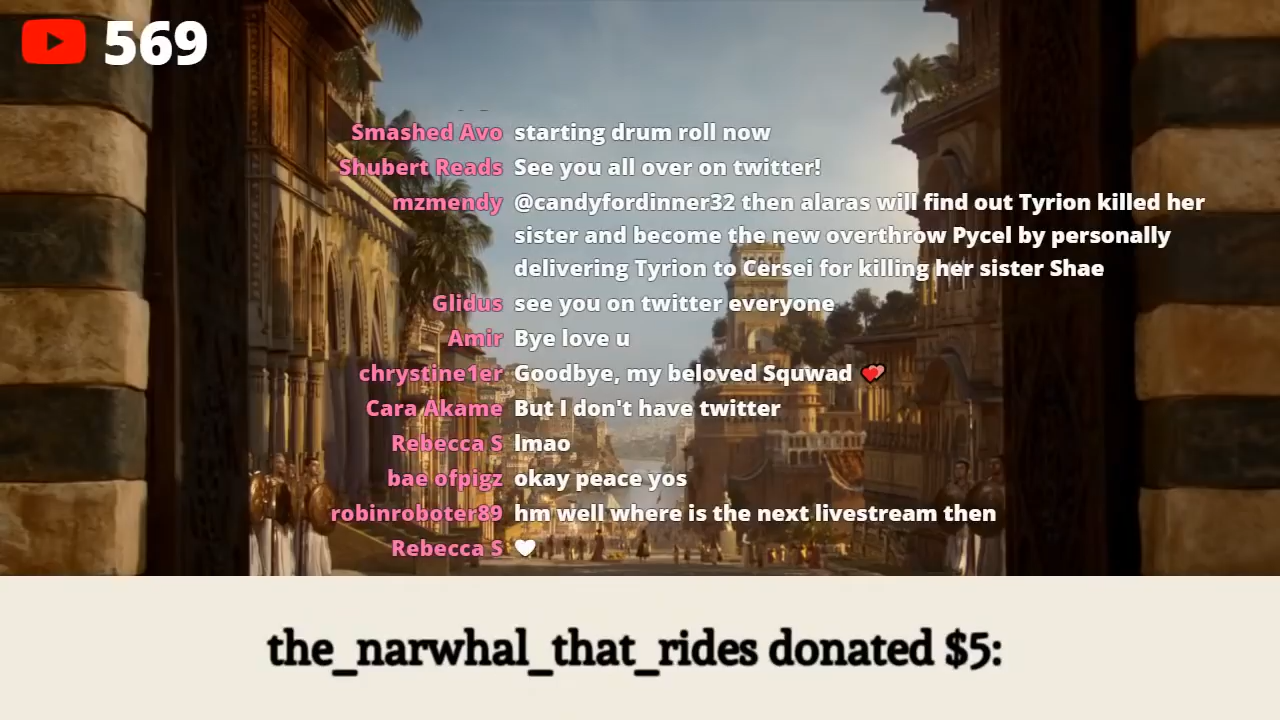 569
Smashed Avo starting drum roll now
Shubert Reads See you all over on twitter!
mzmendy @candyfordinner32 then alaras will find out Tyrion killed her
sister and become the new overthrow Pycel by personally
delivering Tyrion to Cersei for killing her sister Shae
Glidus see you on twitter everyone
Amir Bye love u
chrystine1er Goodbye, my beloved Squwad 💕
Cara Akame But I don't have twitter
Rebecca S lmao
bae ofpigz okay peace yos
robinroboter89 hm well where is the next livestream then
Rebecca S 🤍
the_narwhal_that_rides donated $5: